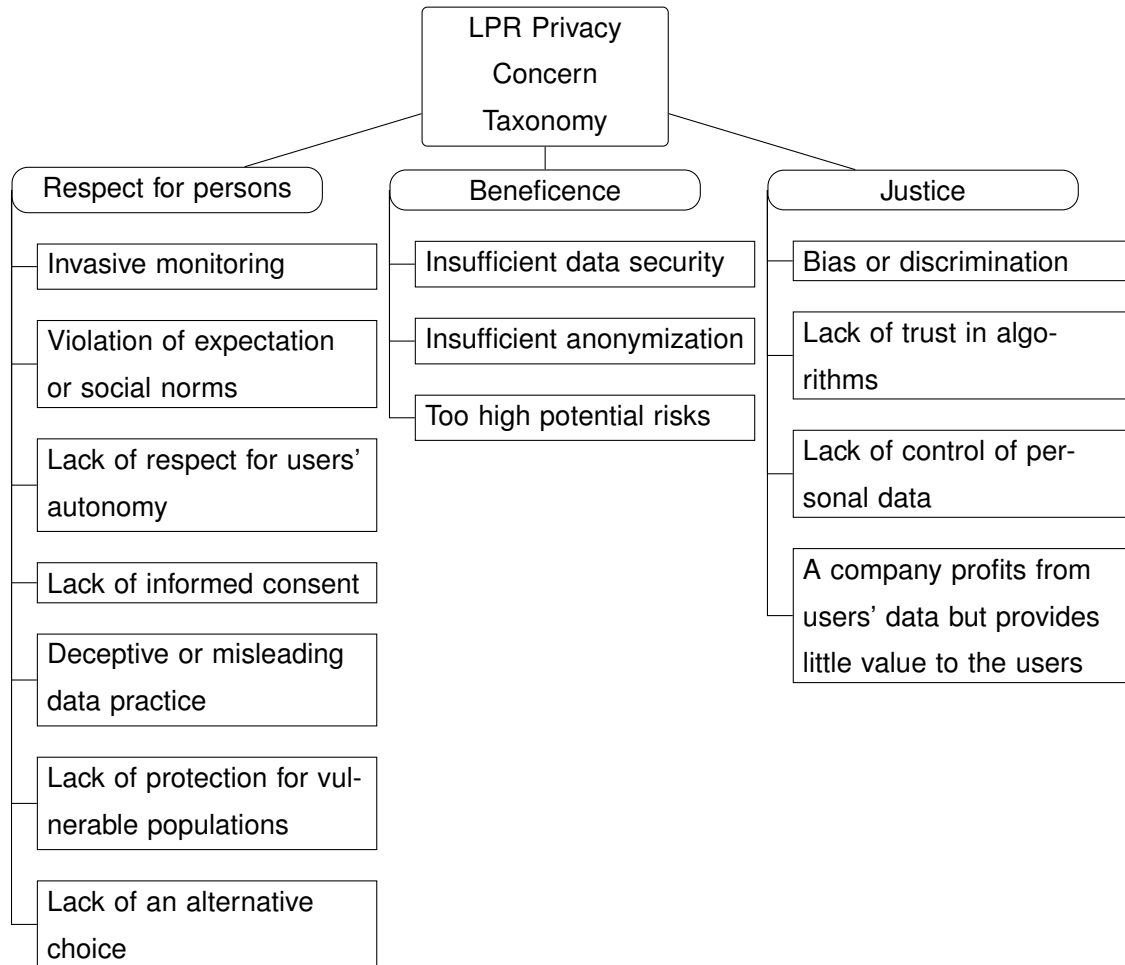 LPR Privacy
Concern
Taxonomy
Respect for persons
Invasive monitoring
Violation of expectation
or social norms
Lack of respect for users’
autonomy
Lack of informed consent
Deceptive or misleading
data practice
Lack of protection for vul-
nerable populations
Lack of an alternative
choice
Beneficence
Insufficient data security
Insufficient anonymization
Too high potential risks
Justice
Bias or discrimination
Lack of trust in algo-
rithms
Lack of control of per-
sonal data
A company profits from
users’ data but provides
little value to the users